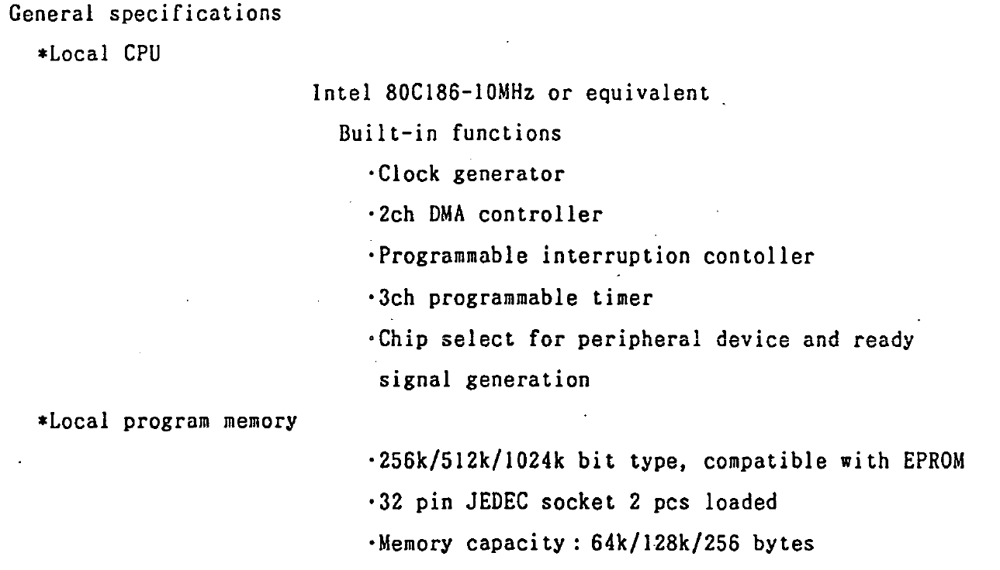 General specifications
*Local CPU
Intel 80C186-10MHz or equivalent
Built-in functions
·Clock generator
·2ch DMA controller
·Programmable interruption contoller
·3ch programmable timer
·Chip select for peripheral device and ready
signal generation
*Local program memory
·256k/512k/1024k bit type, compatible with EPROM
·32 pin JEDEC socket 2 pcs loaded
·Memory capacity: 64k/128k/256 bytes